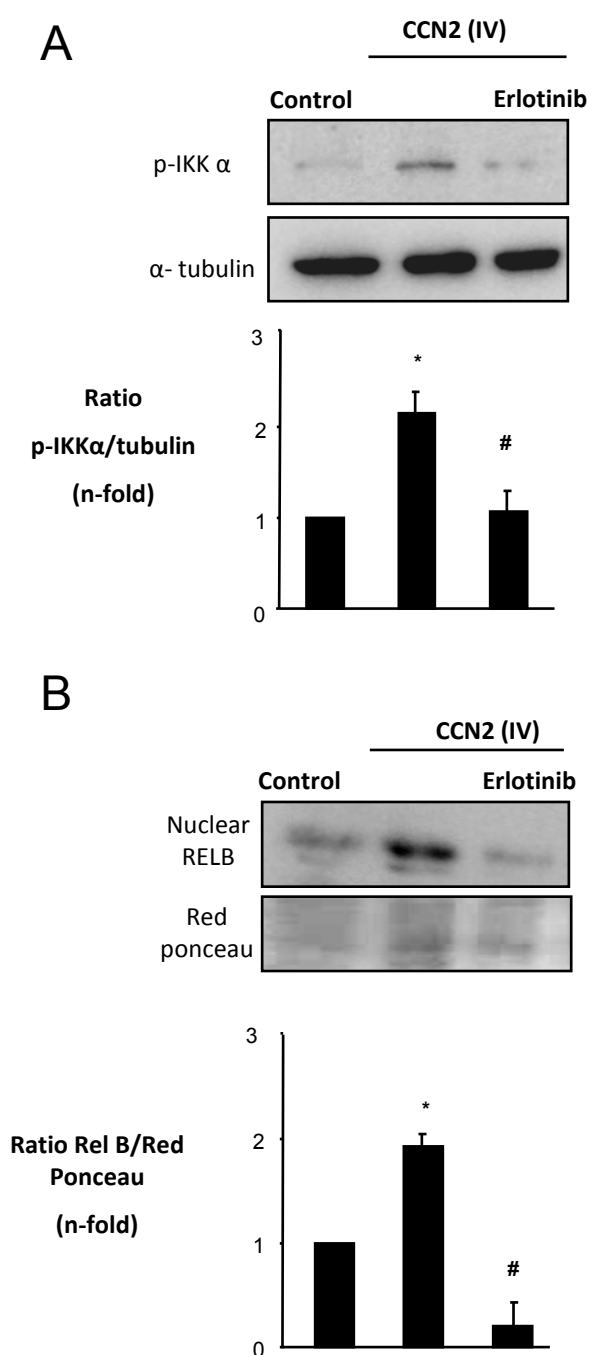 A
CCN2 (IV)
Control Erlotinib
p-IKK α
α- tubulin
3
*
Ratio
2
p-IKKα/tubulin
#
(n-fold)
1
0
B
CCN2 (IV)
Control Erlotinib
Nuclear
RELB
Red
ponceau
3
*
2
Ratio Rel B/Red
Ponceau
(n-fold)
1
#
0